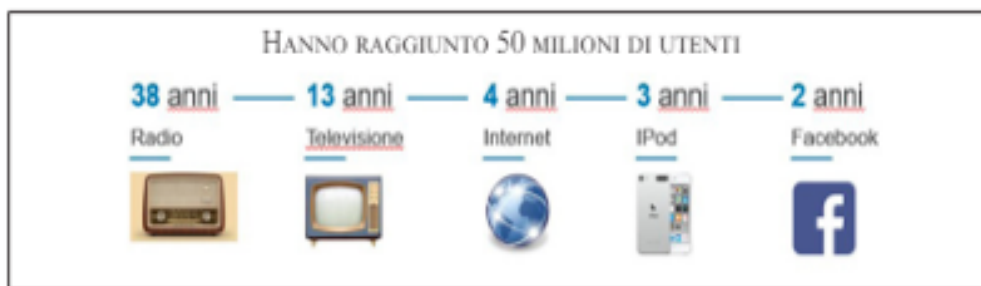 HANNO RAGGIUNTO 50 MILIONI DI UTENTI
38 anni 13 anni 4 anni 3 anni 2 anni
Radio Televisione Internet IPod Facebook